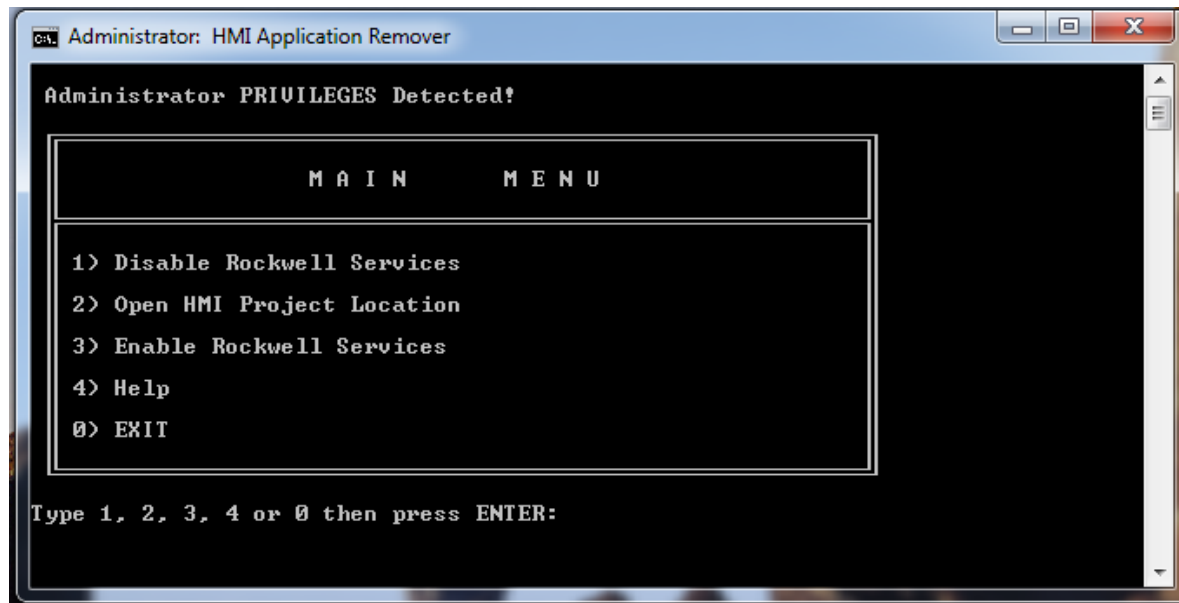 Administrator: HMI Application Remover
Administrator PRIVILEGES Detected!
M A I N M E N U
1) Disable Rockwell Services
2) Open HMI Project Location
3) Enable Rockwell Services
4) Help
0) EXIT
Type 1, 2, 3, 4 or 0 then press ENTER: